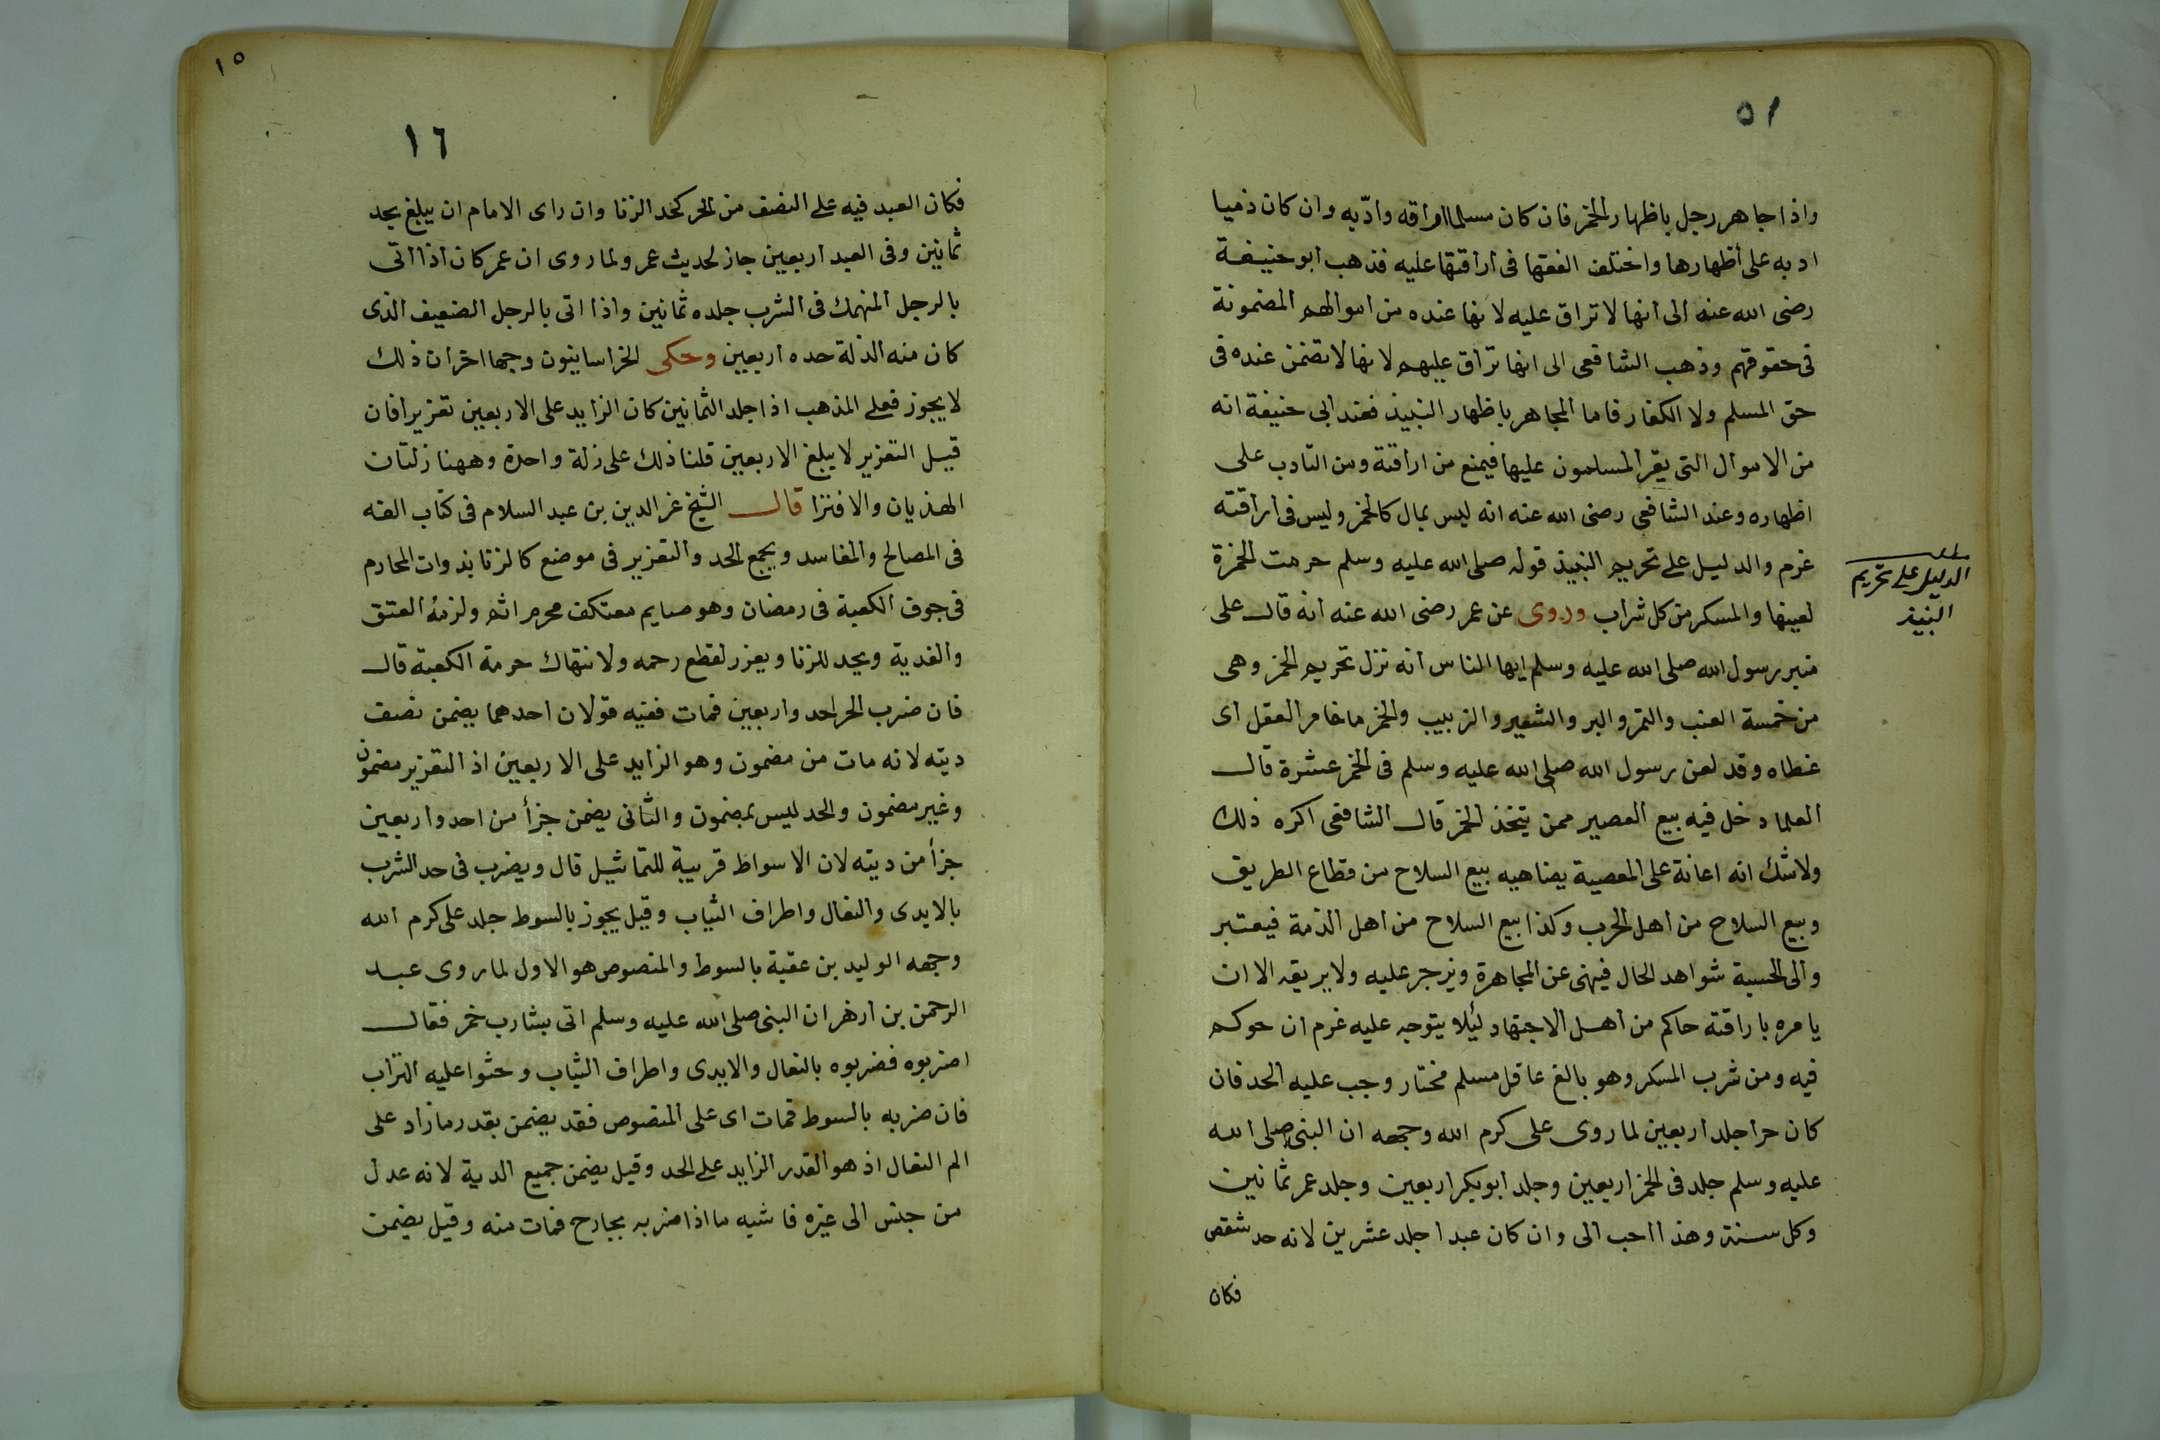 ٥١
واذا جاهر رجل باظهار الخمر فان كان مسلما اراقه وادّبه وان كان ذميا
ادبه على أظهارها واختلف الفقها فى اراقتها عليه فذهب ابو حنيفة
رضى الله عنه الى انها لا تراق عليه لانها عنده من اموالهم المضمونة
فى حقوقهم وذهب الشافعى الى انها تراق عليهم لانها لا تضمن عنده فى
حق المسلم ولا الكفار فاما المجاهر باظهار النبيذ فعند ابى حنيفة انه
من الاموال التى يقر المسلمون عليها فيمنع من اراقتة ومن التادب على
اظهاره وعند الشافعى رضى الله عنه انه ليس بمال كالخمز وليس فى اراقتة
غرم والدليل على تحريم النبيذ قوله صلى الله عليه وسلم حرمت الخمرة
لعينها والمسكر من كل شراب وروى عن عمر رضى الله عنه انه قال على
منبر رسول الله صلى الله عليه وسلم ايها الناس انه نزل تحريم الخمز وهى
من خمسة العنب والتمر والبر والشعير والزبيب والخمز ما خامر العقل اى
غطاه وقد لعن رسول الله صلى الله عليه وسلم فى الخمر عشرة قال
العلما دخل فيه بيع العصير ممن يتخذ الخمز قال الشافعى اكره ذلك
ولا شك انه اعانة على المعصية يضاهيه بيع السلاح من قطاع الطريق
وبيع السلاح من اهل الحرب وكذا بيع السلاح من اهل الذمة فيعتبر
والى الحسبة شواهد الحال فينهى عن المجاهرة ويزجر عليه ولا يريقه الا ان
يامره باراقتة حاكم من اهل الاجتهاد ليئلا يتوجه عليه غرم ان حوكم
فيه ومن شرب المسكر وهو بالغ عاقل مسلم مختار وجب عليه الحد فان
كان حرا جلد اربعين لما روى على كرم الله وجهه ان النبى صلى الله
عليه وسلم جلد فى الخمز اربعين وجلد ابو بكر اربعين وجلد عمر ثمانين
وكل سنة وهذا احب الى وان كان عبدا جلد عشرين لانه حد شقص
فكان
الدليل على تحريم
النبيذ
١٥
١٦
فكان العبد فيه على النصف من الحر كحد الزنا وان راى الامام ان يبلغ بحد
ثمانين وفى العبد اربعين جاز لحديث عمر ولما روى ان عمر كان اذا اتى
بالرجل المنهمك فى الشرب جلده ثمانين واذا اتى بالرجل الضعيف الذى
كان منه الذلة حده اربعين وحكى الخراسانيون وجها اخران ذلك
لا يجوز فعلى المذهب اذا جلد الثمانين كان الزايد على الاربعين تعزيرا فان
قيل التعزير لا يبلغ الاربعين قلنا ذلك على زلة واحدة وههنا زلتان
الهذيان والافترا قال الشيخ عز الدين بن عبد السلام فى كتاب الفه
فى المصالح والمفاسد ويجمع الحد والتعزير فى موضع كالزنا بذوات المحارم
فى جوف الكعبة فى رمضان وهو صايم معتكف محرم اثم ولزمه العتق
والفدية ويحد للزنا ويعزر لقطع رحمه ولانتهاك حرمة الكعبة قال
فان ضرب الحر احد واربعين فمات ففيه قولان احدهما يضمن نصف
ديته لانه مات من مضمون وهو الزايد على الاربعين اذ التعزير مضمون
وغير مضمون والحد ليس بمضمون والثانى يضمن جزأ من احد واربعين
جزأ من ديته لان الاسواط قريبة للتماثيل قال ويضرب فى حد الشرب
بالايدى والنعال واطراف الثياب وقيل يجوز بالسوط جلد على كرم الله
وجهه الوليد بن عقبة بالسوط والمنصوص هو الاول لما روى عبد
الرحمن بن ازهر ان النبى صلى الله عليه وسلم اتى بشارب خمر فقال
اضربوه فضربوه بالنعال والايدى واطراف الثياب وحثوا عليه التراب
فان ضربه بالسوط فمات اى على المنصوص فقد يضمن بقدر ما زاد على
الم النعال اذ هو القدر الزايد على الحد وقيل يضمن جميع الدية لانه عدل
من جنس الى غيره فاشبه ما اذا ضربه بجارح فمات منه وقيل يضمن